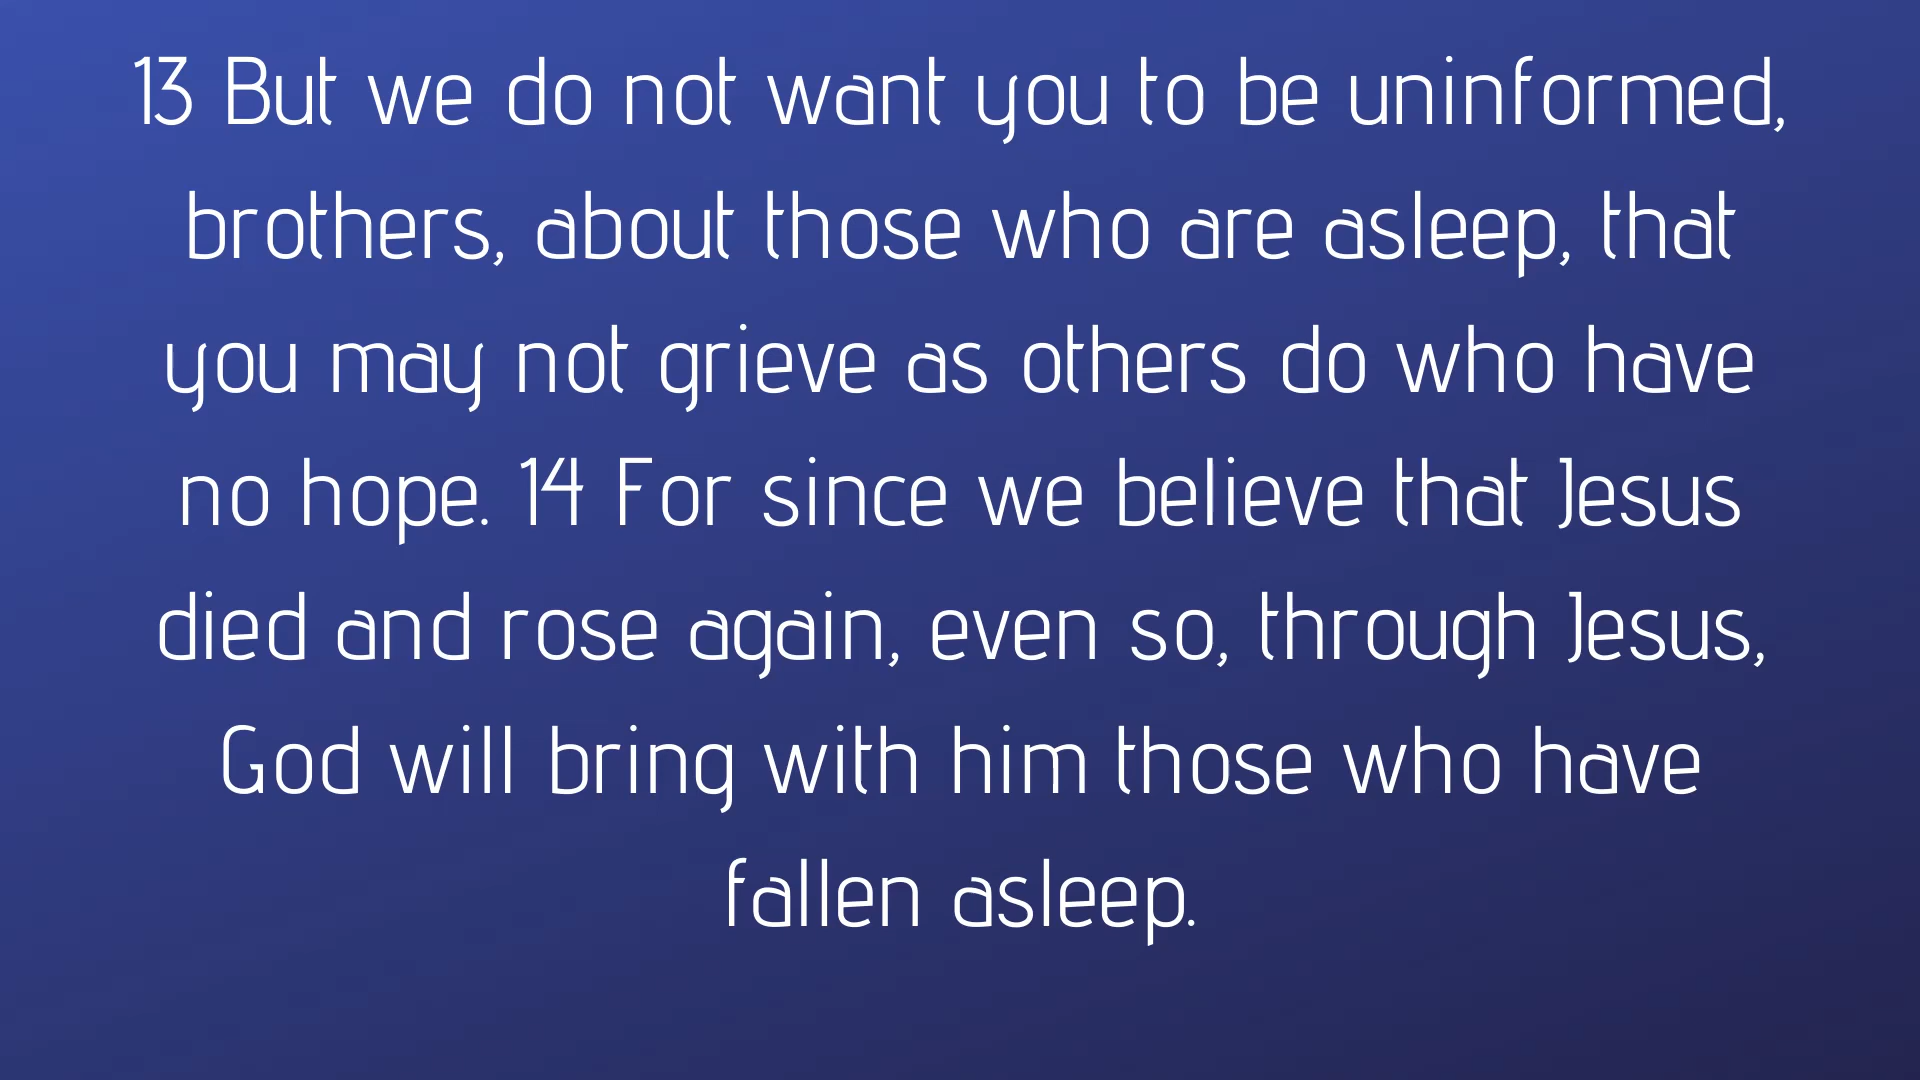 13 But we do not want you to be uninformed,
brothers, about those who are asleep, that
you may not grieve as others do who have
no hope. 14 For since we believe that Jesus
died and rose again, even so, through Jesus,
God will bring with him those who have
fallen asleep.